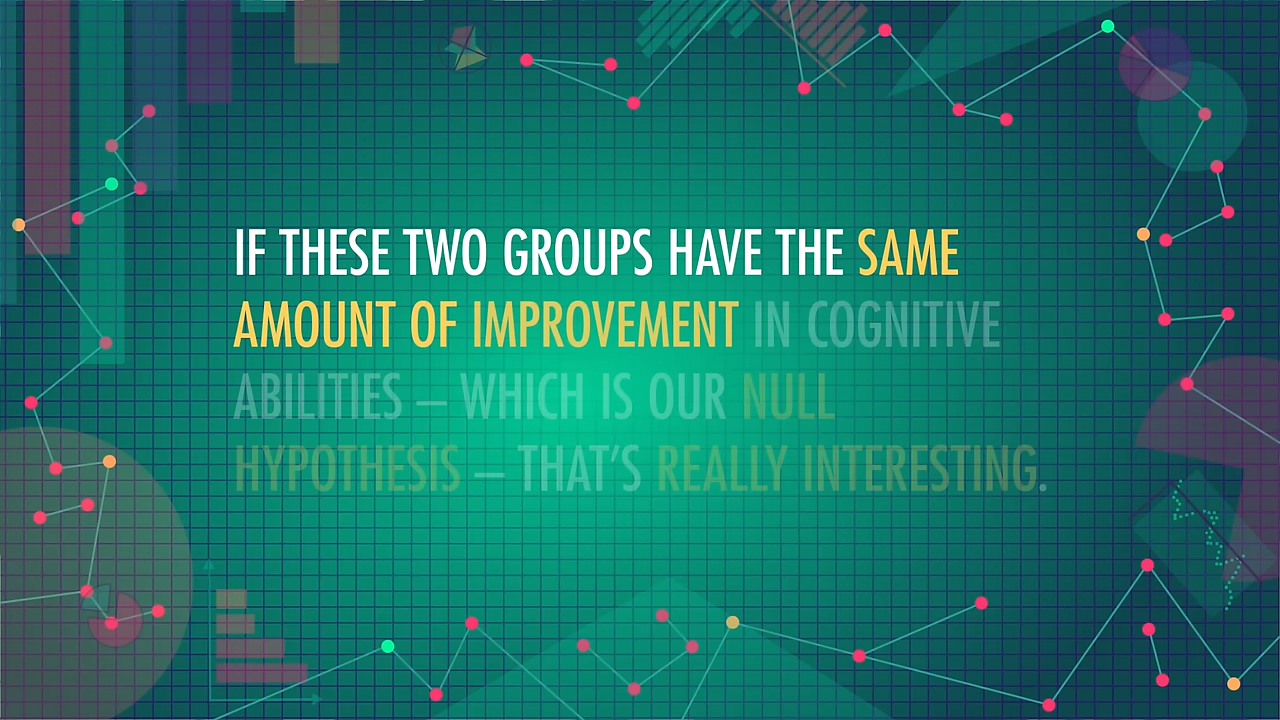 IF THESE TWO GROUPS HAVE THE SAME
AMOUNT OF IMPROVEMENT IN COGNITIVE
ABILITIES – WHICH IS OUR NULL
HYPOTHESIS – THAT'S REALLY INTERESTING.